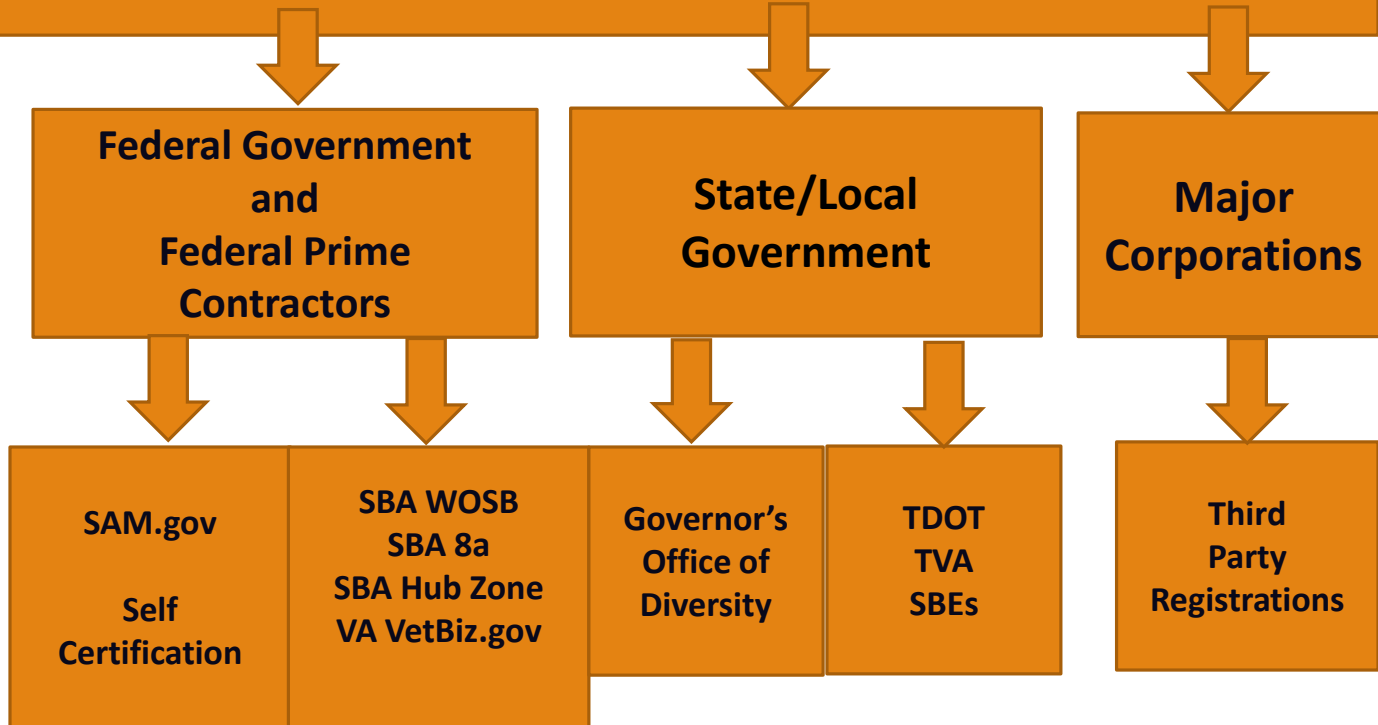 Federal Government
and
Federal Prime
Contractors
State/Local
Government
Major
Corporations
SAM.gov
Self
Certification
SBA WOSB
SBA 8a
SBA Hub Zone
VA VetBiz.gov
Governor’s
Office of
Diversity
TDOT
TVA
SBEs
Third
Party
Registrations